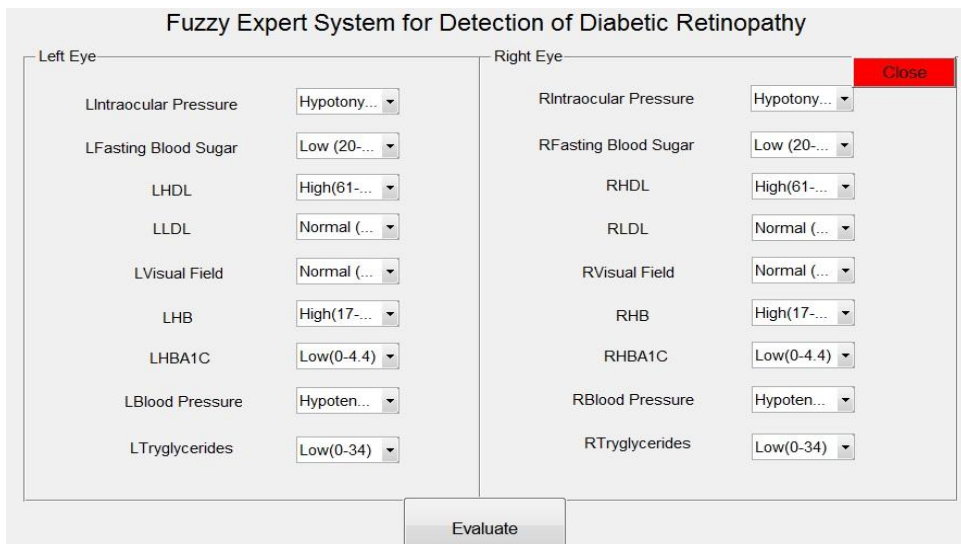 Fuzzy Expert System for Detection of Diabetic Retinopathy
Left Eye
LIntraocular Pressure Hypotony...
LFasting Blood Sugar Low (20-...
LHDL High(61-...
LLDL Normal (...
LVisual Field Normal (...
LHB High(17-...
LHBA1C Low(0-4.4)
LBlood Pressure Hypoten...
LTryglycerides Low(0-34)
Right Eye
Close
RIntraocular Pressure Hypotony...
RFasting Blood Sugar Low (20-...
RHDL High(61-...
RLDL Normal (...
RVisual Field Normal (...
RHB High(17-...
RHBA1C Low(0-4.4)
RBlood Pressure Hypoten...
RTryglycerides Low(0-34)
Evaluate